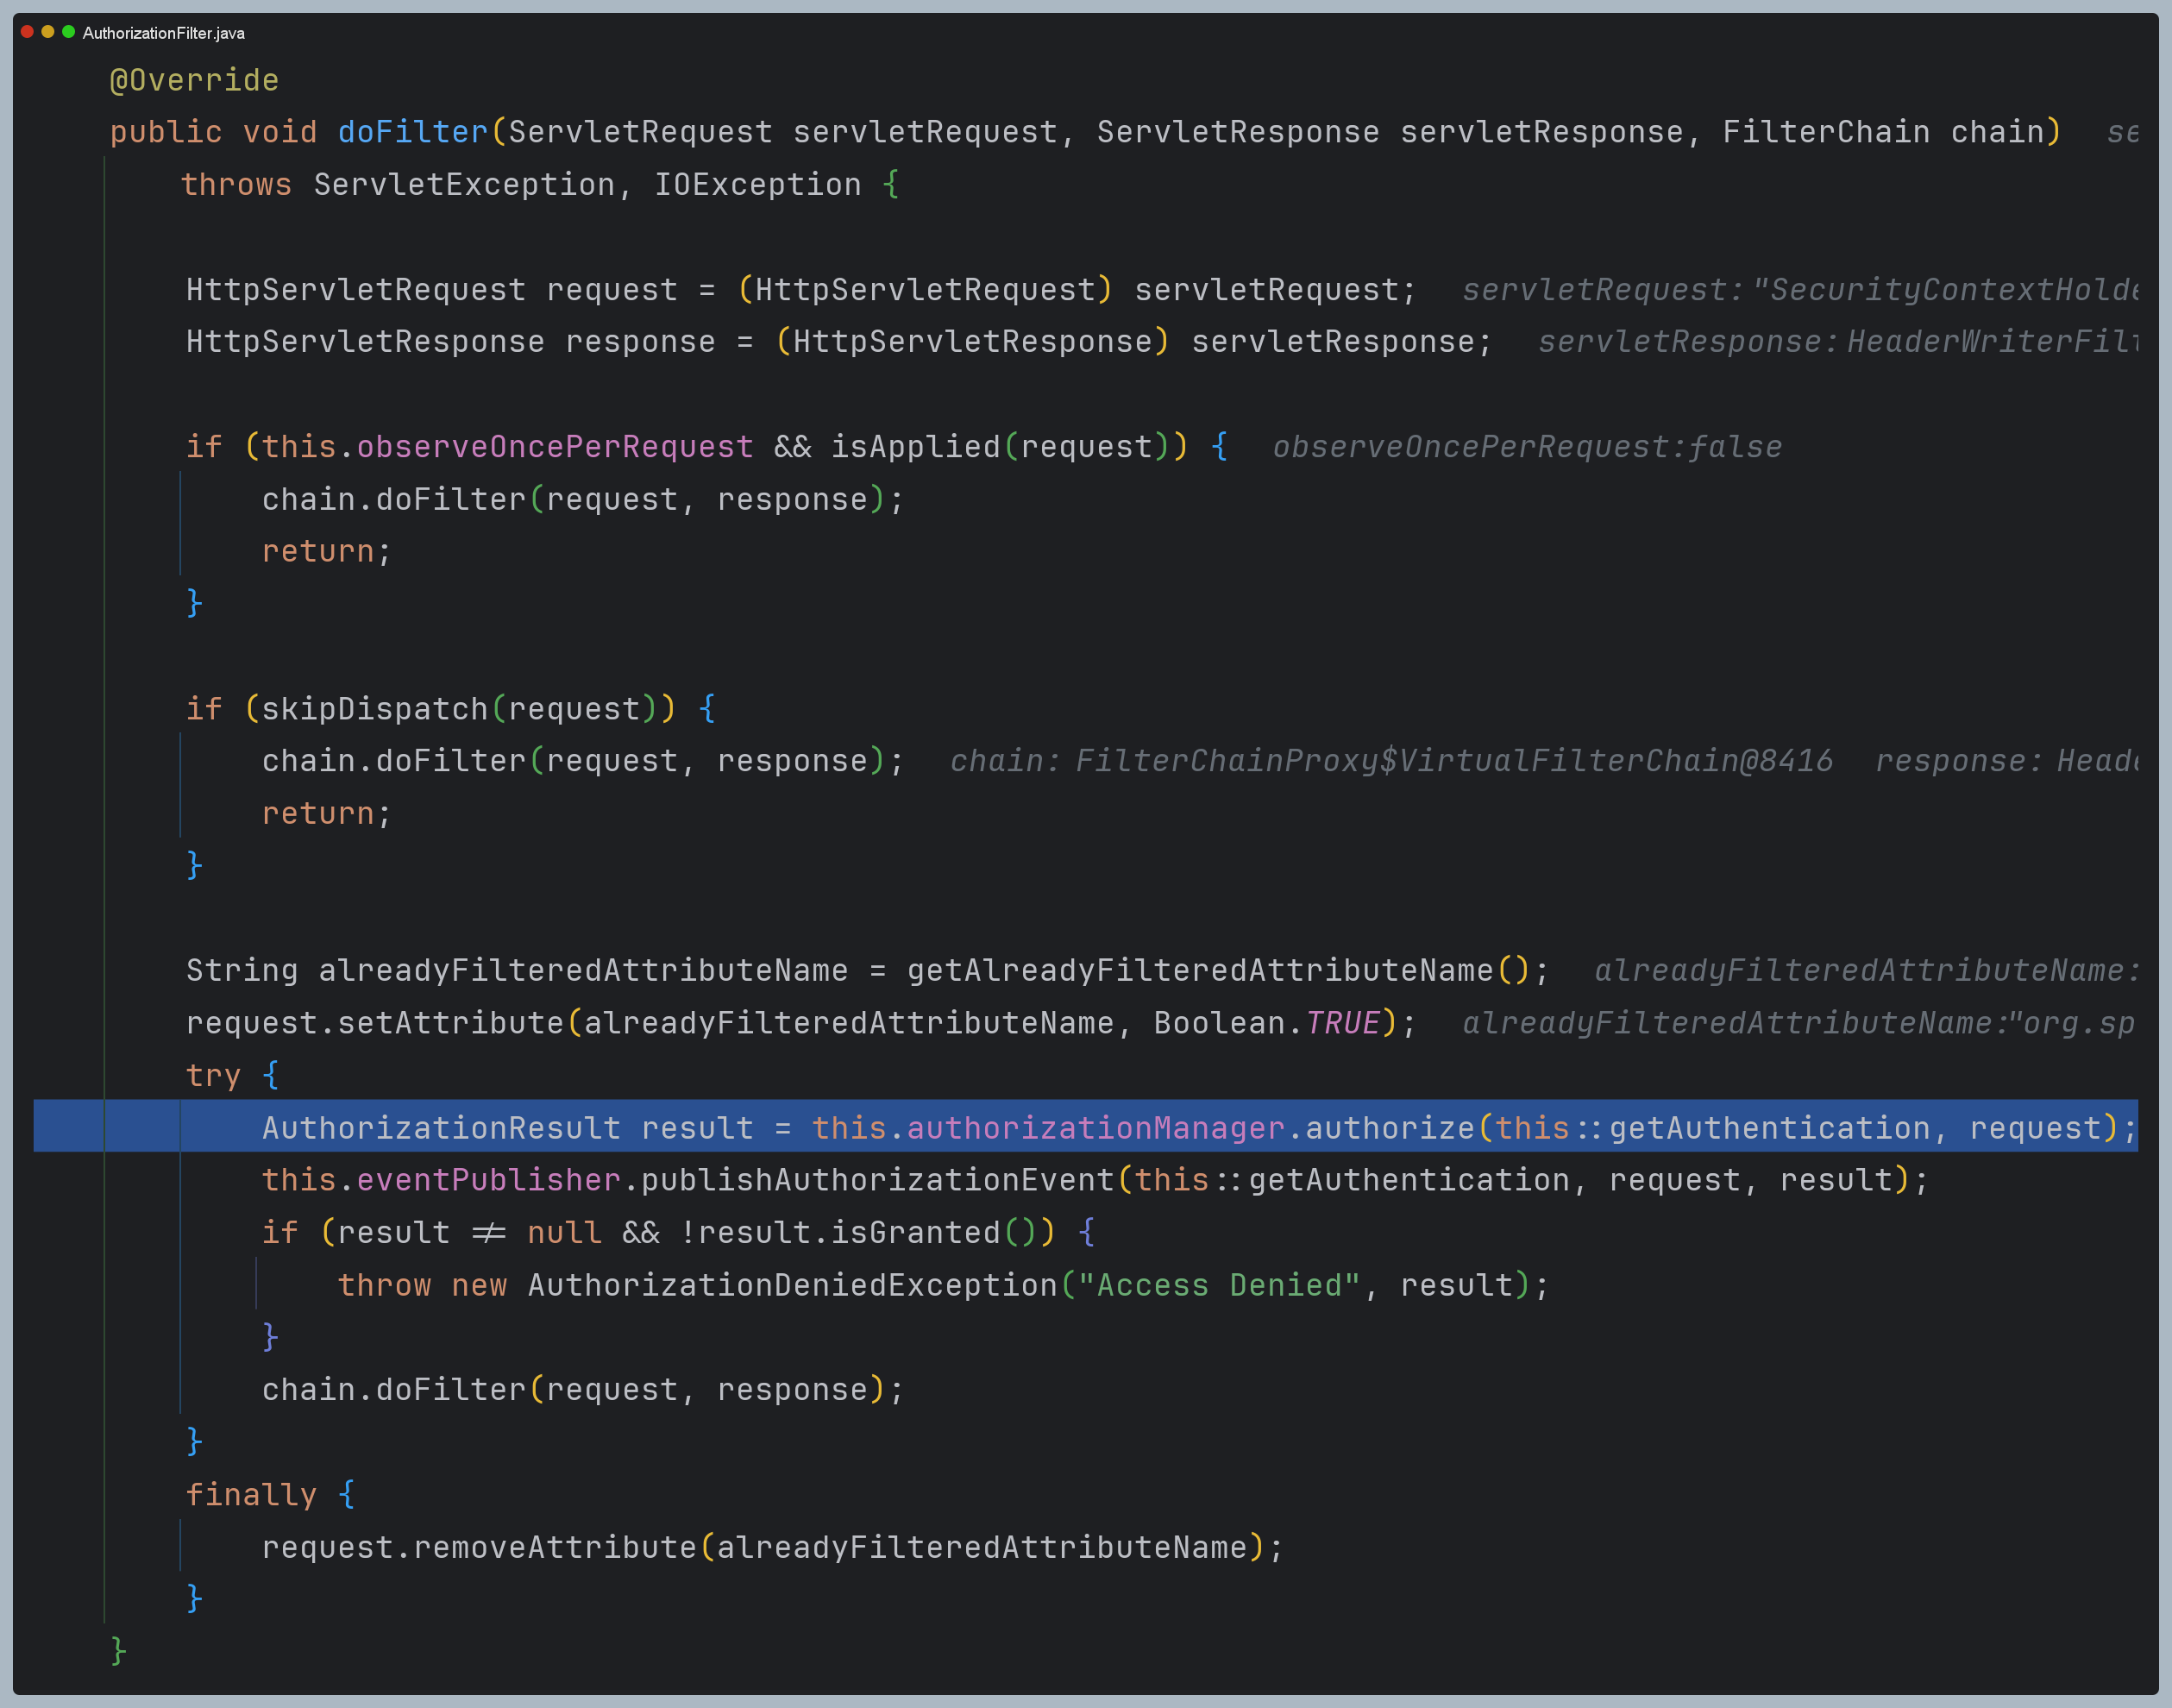 AuthorizationFilter.java
@Override
public void doFilter(ServletRequest servletRequest, ServletResponse servletResponse, FilterChain chain)  se
throws ServletException, IOException {
HttpServletRequest request = (HttpServletRequest) servletRequest;  servletRequest: "SecurityContextHolde
HttpServletResponse response = (HttpServletResponse) servletResponse;  servletResponse: HeaderWriterFilt
if (this.observeOncePerRequest && isApplied(request)) {  observeOncePerRequest: false
chain.doFilter(request, response);
return;
}
if (skipDispatch(request)) {
chain.doFilter(request, response);  chain: FilterChainProxy$VirtualFilterChain@8416  response: Heade
return;
}
String alreadyFilteredAttributeName = getAlreadyFilteredAttributeName();  alreadyFilteredAttributeName:
request.setAttribute(alreadyFilteredAttributeName, Boolean.TRUE);  alreadyFilteredAttributeName: "org.sp
try {
AuthorizationResult result = this.authorizationManager.authorize(this::getAuthentication, request);
this.eventPublisher.publishAuthorizationEvent(this::getAuthentication, request, result);
if (result != null && !result.isGranted()) {
throw new AuthorizationDeniedException("Access Denied", result);
}
chain.doFilter(request, response);
}
finally {
request.removeAttribute(alreadyFilteredAttributeName);
}
}